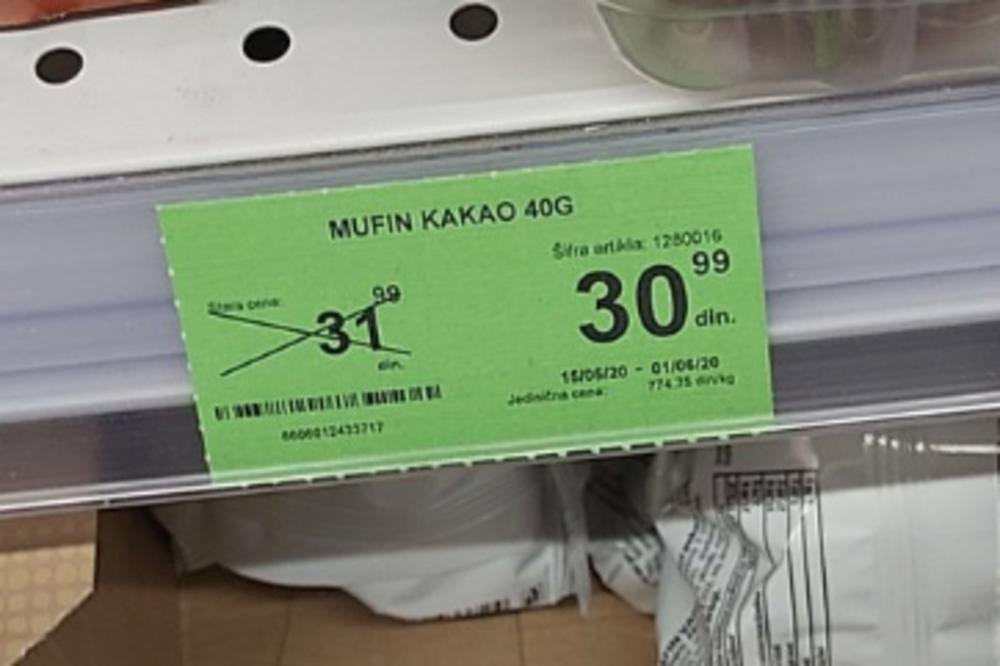 MUFIN KAKAO 40G
Šifra artikla: 1280016
Stara cena:
31 99
din.
30 99
din.
15/05/20 - 01/06/20
Jedinična cena: 774.75 din/kg
8606012433717